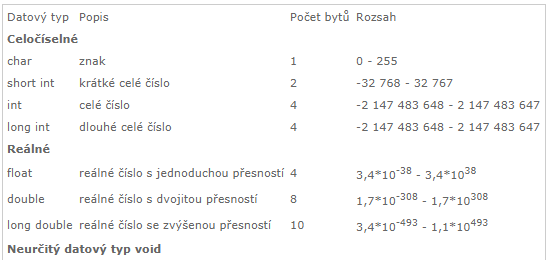 Datový typ Popis Počet bytů Rozsah
Celočíselné
char znak 1 0 - 255
short int krátké celé číslo 2 -32 768 - 32 767
int celé číslo 4 -2 147 483 648 - 2 147 483 647
long int dlouhé celé číslo 4 -2 147 483 648 - 2 147 483 647
Reálné
float reálné číslo s jednoduchou přesností 4 3,4*10^-38 - 3,4*10^38
double reálné číslo s dvojitou přesností 8 1,7*10^-308 - 1,7*10^308
long double reálné číslo se zvýšenou přesností 10 3,4*10^-493 - 1,1*10^493
Neurčitý datový typ void